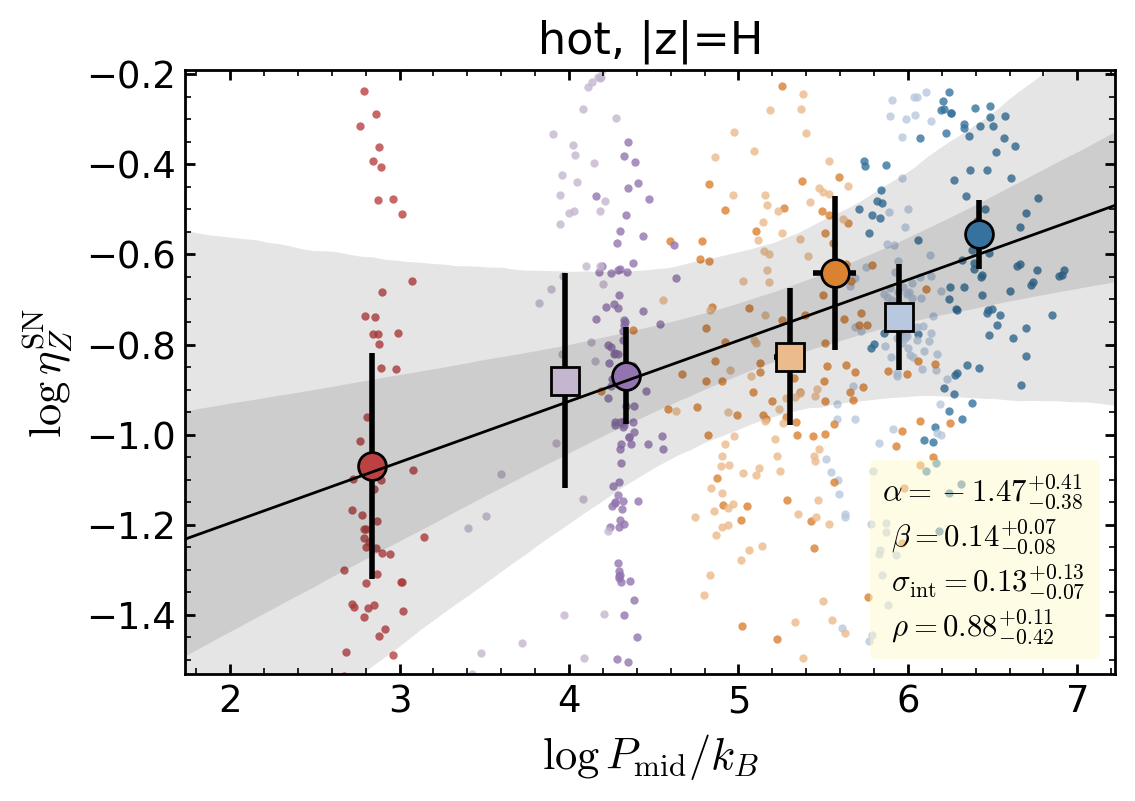 hot, |z|=H
−0.2
−0.4
−0.6
−0.8
−1.0
−1.2
−1.4
log η_Z^SN
α = −1.47^{+0.41}_{−0.38}
β = 0.14^{+0.07}_{−0.08}
σ_int = 0.13^{+0.13}_{−0.07}
ρ = 0.88^{+0.11}_{−0.42}
2 3 4 5 6 7
log P_mid/k_B